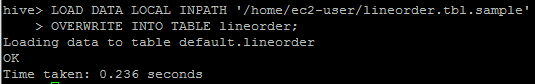 hive> LOAD DATA LOCAL INPATH '/home/ec2-user/lineorder.tbl.sample'
    > OVERWRITE INTO TABLE lineorder;
Loading data to table default.lineorder
OK
Time taken: 0.236 seconds